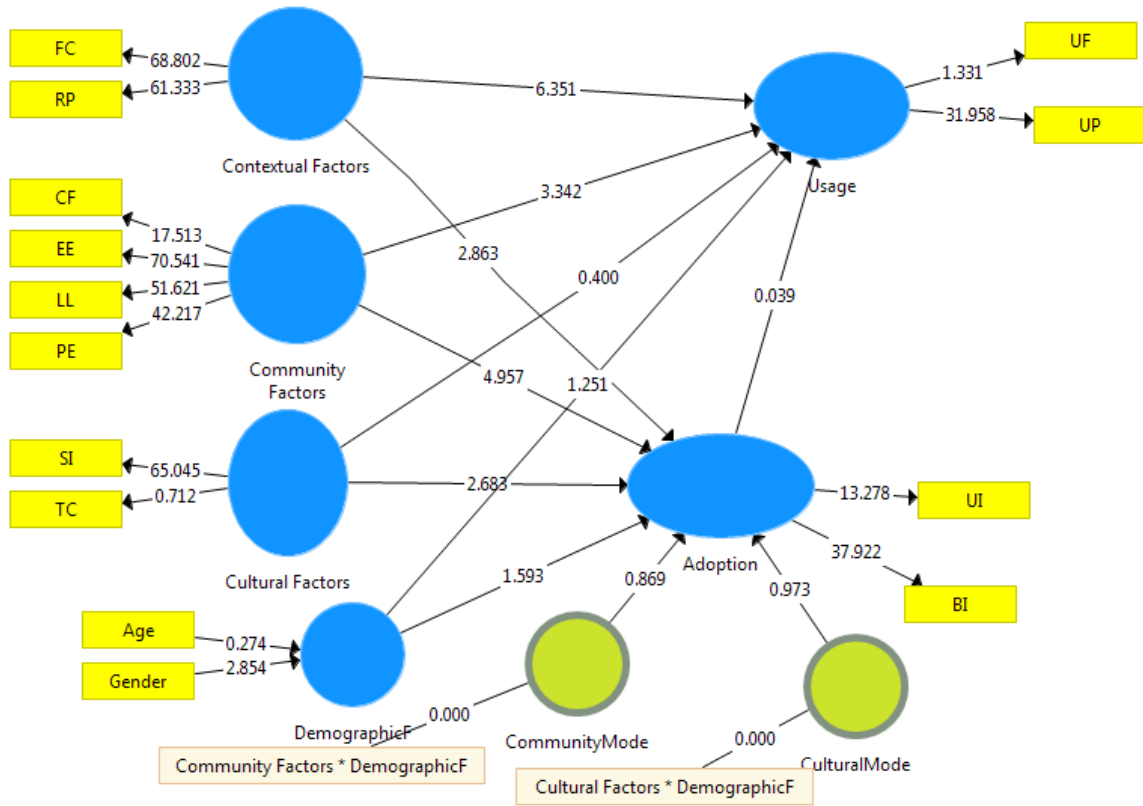 FC
68.802
RP
61.333
Contextual Factors
6.351
UF
1.331
31.958
UP
Usage
CF
17.513
EE
70.541
LL
51.621
PE
42.217
Community
Factors
3.342
2.863
0.400
0.039
4.957
1.251
SI
65.045
TC
0.712
Cultural Factors
2.683
Adoption
13.278
UI
37.922
BI
1.593
0.869
0.973
Age
0.274
Gender
2.854
DemographicF
0.000
CommunityMode
0.000
CulturalMode
Community Factors * DemographicF
Cultural Factors * DemographicF